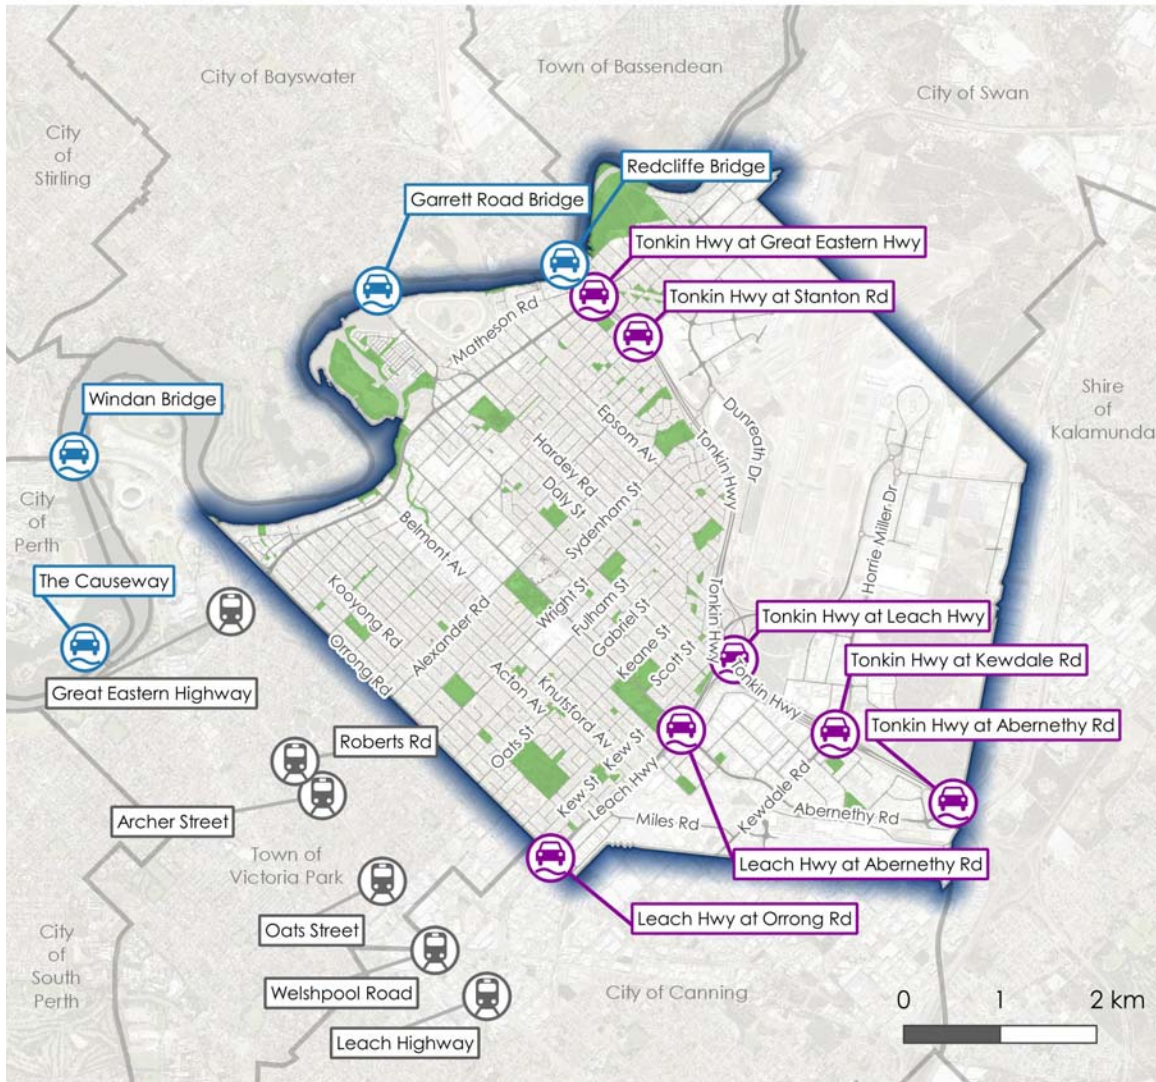 City of Bayswater
Town of Bassendean
City of Swan
City
of
Stirling
Redcliffe Bridge
Garrett Road Bridge
Tonkin Hwy at Great Eastern Hwy
Tonkin Hwy at Stanton Rd
Matheson Rd
Windan Bridge
Shire
of
Kalamunda
Epsom Av
Dunreath Dr
Tonkin Hwy
Hardey Rd
Daly St
Sydenham St
City
of
Perth
Belmont Av
Horrie Miller Dr
The Causeway
Kooyong Rd
Wright St
Fulham St
Gabriel St
Tonkin Hwy
Tonkin Hwy at Leach Hwy
Alexander Rd
Orrong Rd
Keane St
Scott St
Tonkin Hwy at Kewdale Rd
Great Eastern Highway
Acton Av
Knutsford Av
Tonkin Hwy
Tonkin Hwy at Abernethy Rd
Roberts Rd
Oats St
Kew St
Kew St
Leach Hwy
Kewdale Rd
Abernethy Rd
Archer Street
Miles Rd
Town of
Victoria Park
Leach Hwy at Abernethy Rd
Leach Hwy at Orrong Rd
Oats Street
City
of
South
Perth
Welshpool Road
City of Canning
Leach Highway
0 1 2 km